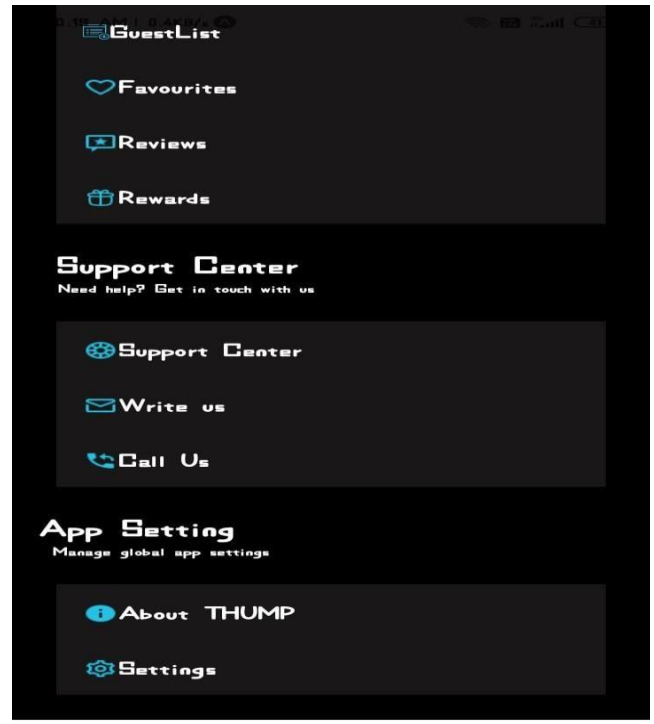 GuestList
Favourites
Reviews
Rewards
Support Center
Need help? Get in touch with us
Support Center
Write us
Call Us
App Setting
Manage global app settings
About THUMP
Settings